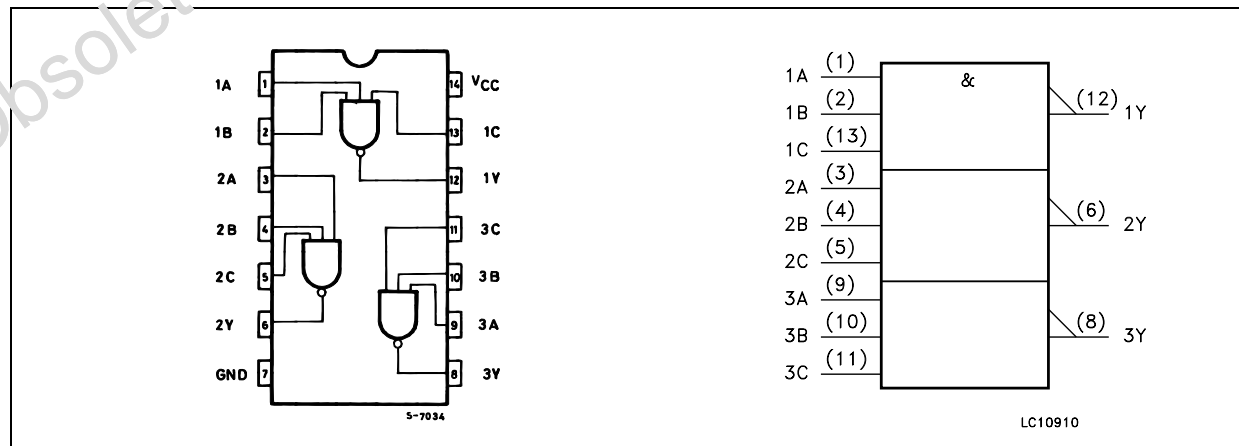 obsolet
1A 1 14 VCC
1B 2 13 1C
2A 3 12 1Y
2B 4 11 3C
2C 5 10 3B
2Y 6 9 3A
GND 7 8 3Y
S-7034
&
1A (1)
1B (2)
1C (13)
2A (3)
2B (4)
2C (5)
3A (9)
3B (10)
3C (11)
(12) 1Y
(6) 2Y
(8) 3Y
LC10910